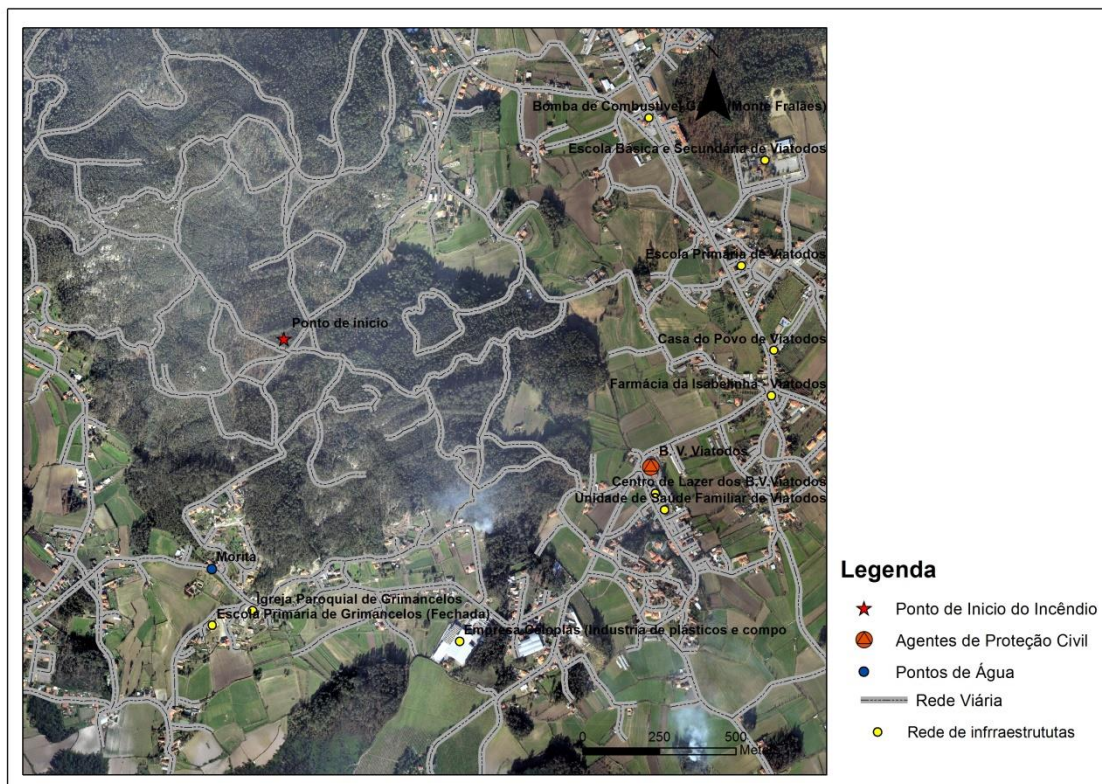 N
Bomba de Combustível (Monte Fralães)
Escola Básica e Secundária de Viatodos
Escola Primária de Viatodos
Ponto de início
Casa do Povo de Viatodos
Farmácia da Isabelinha - Viatodos
B. V. Viatodos
Centro de Lazer dos B.V.Viatodos
Unidade de Saúde Familiar de Viatodos
Morita
Igreja Paroquial de Grimancelos
Escola Primária de Grimancelos (Fechada)
Empresa (Industria de plásticos e compo
0 250 500
Legenda
Ponto de Inicio do Incêndio
Agentes de Proteção Civil
Pontos de Água
Rede Viária
Rede de infrraestrututas